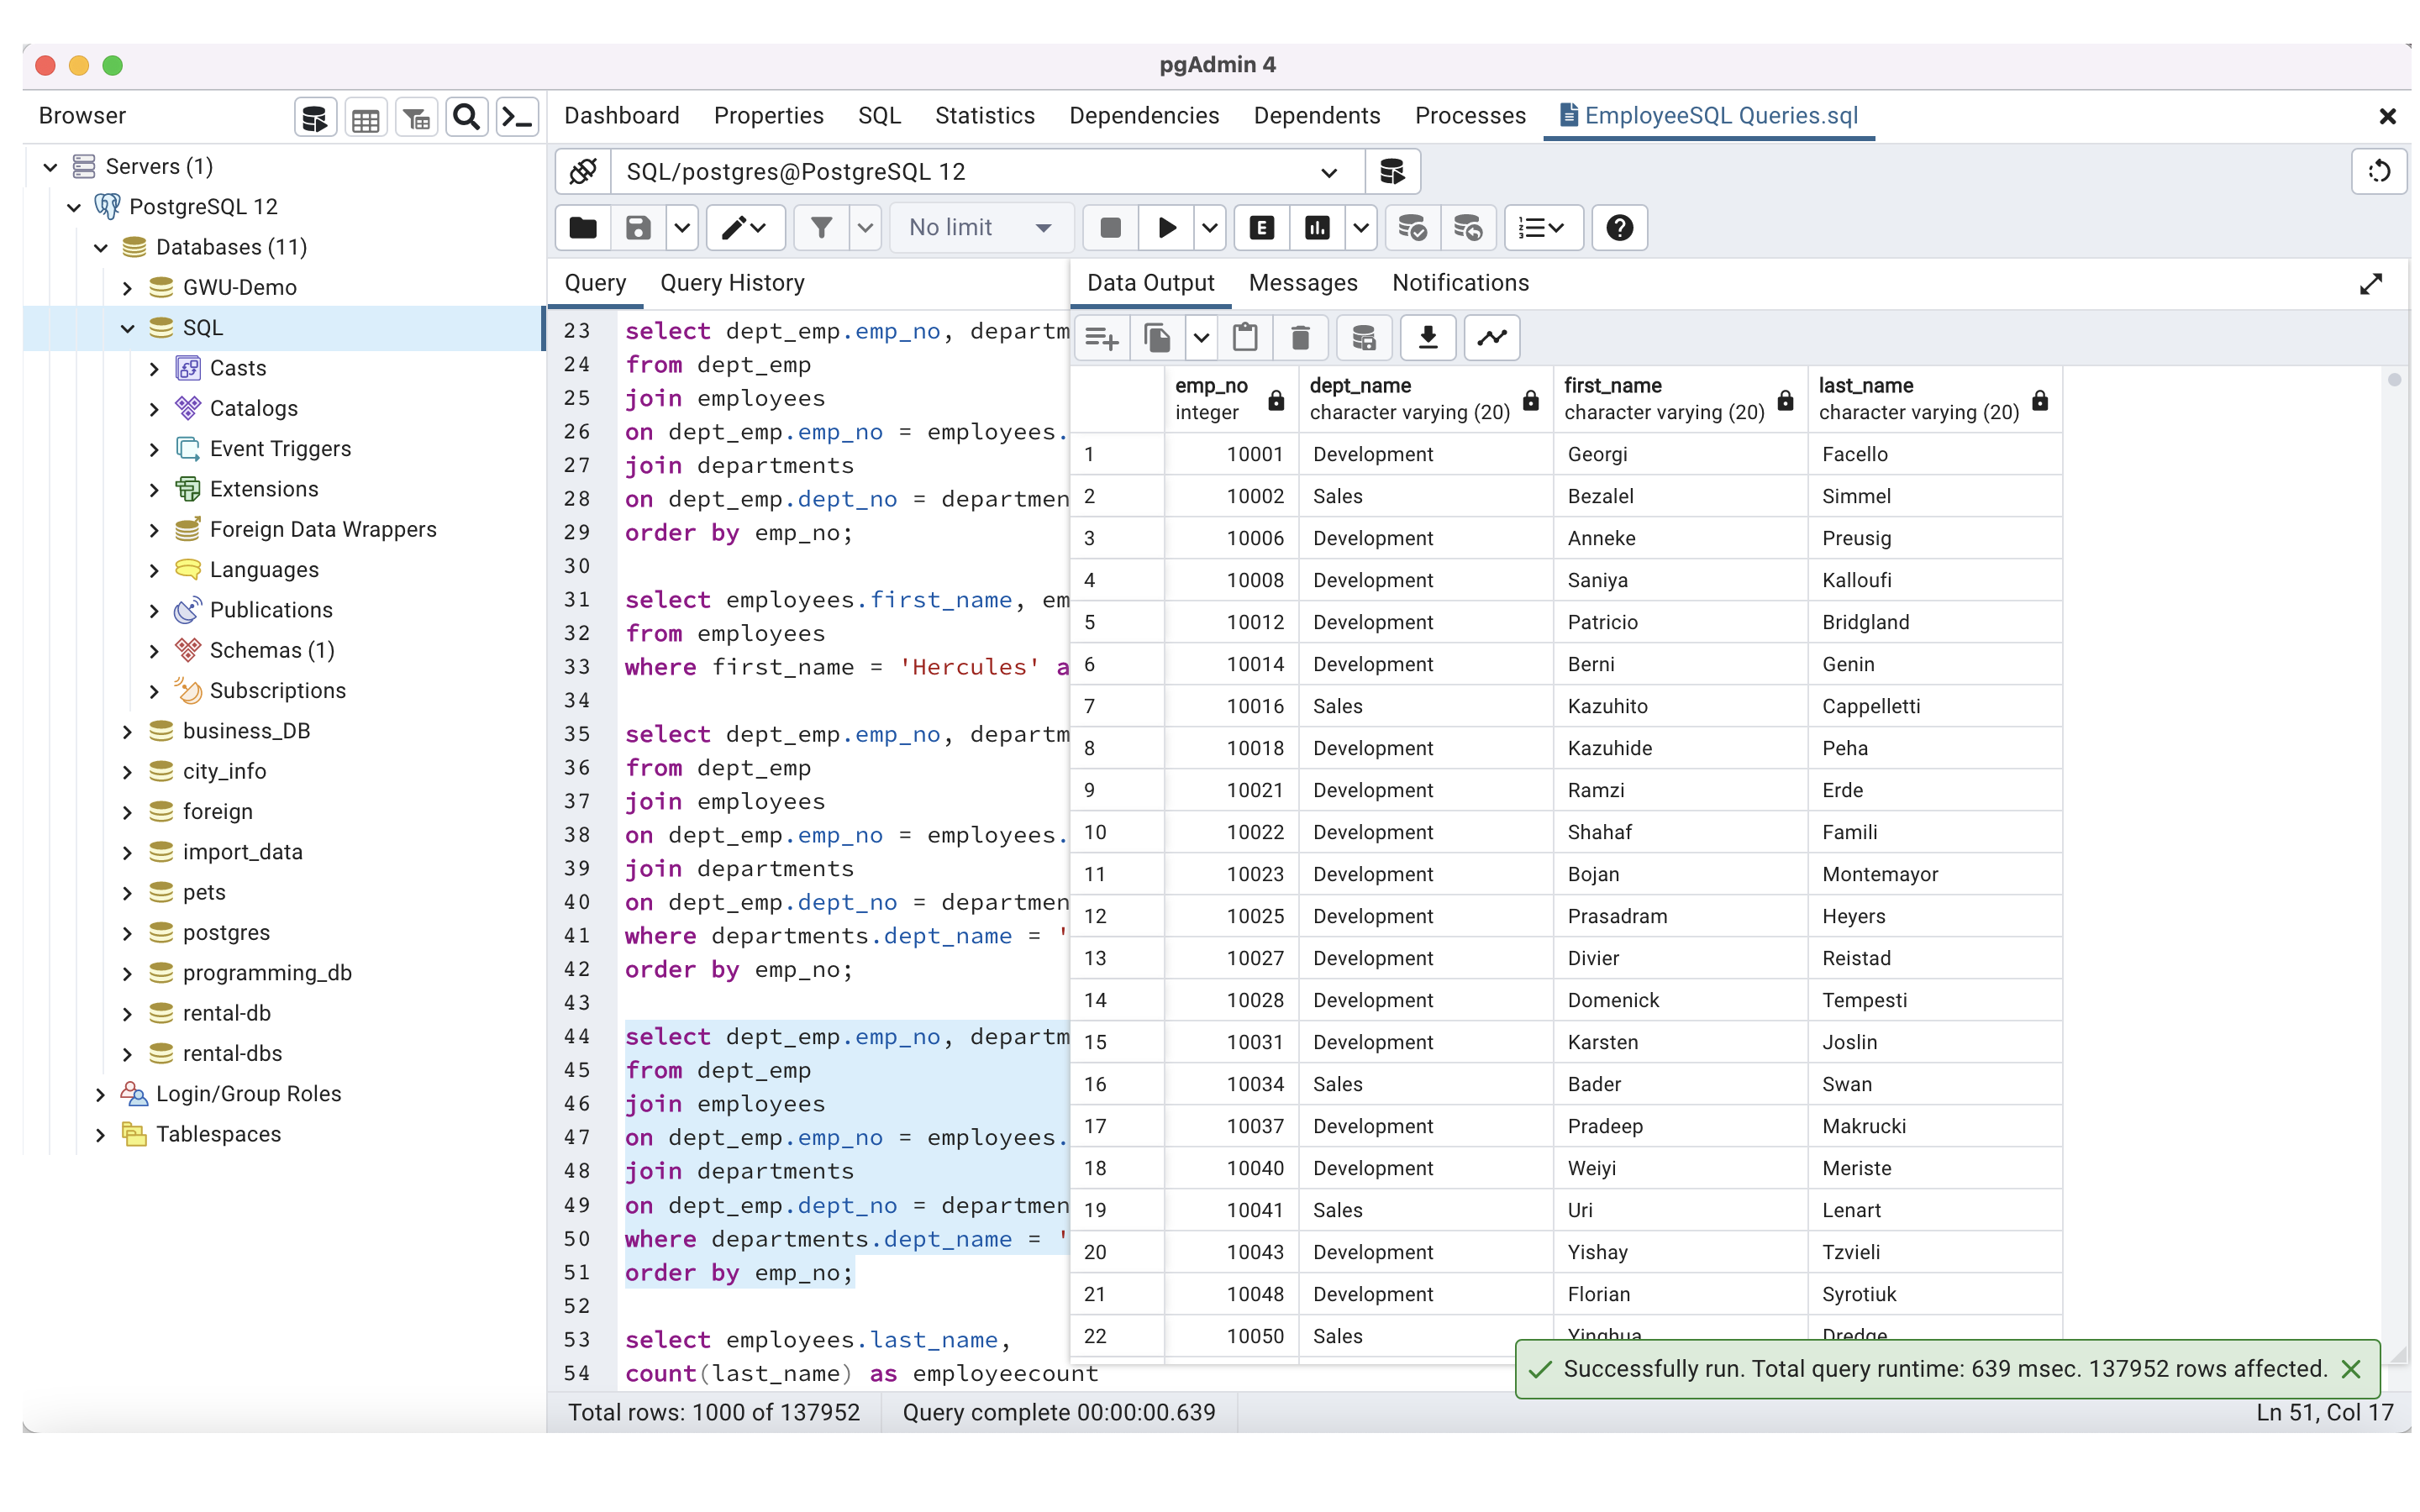 pgAdmin 4
Browser
Dashboard Properties SQL Statistics Dependencies Dependents Processes EmployeeSQL Queries.sql
Servers (1)
PostgreSQL 12
Databases (11)
GWU-Demo
SQL
Casts
Catalogs
Event Triggers
Extensions
Foreign Data Wrappers
Languages
Publications
Schemas (1)
Subscriptions
business_DB
city_info
foreign
import_data
pets
postgres
programming_db
rental-db
rental-dbs
Login/Group Roles
Tablespaces
SQL/postgres@PostgreSQL 12
No limit
E
Query Query History
23 select dept_emp.emp_no, departm
24 from dept_emp
25 join employees
26 on dept_emp.emp_no = employees.
27 join departments
28 on dept_emp.dept_no = departmen
29 order by emp_no;
30
31 select employees.first_name, em
32 from employees
33 where first_name = 'Hercules' a
34
35 select dept_emp.emp_no, departm
36 from dept_emp
37 join employees
38 on dept_emp.emp_no = employees.
39 join departments
40 on dept_emp.dept_no = departmen
41 where departments.dept_name = '
42 order by emp_no;
43
44 select dept_emp.emp_no, departm
45 from dept_emp
46 join employees
47 on dept_emp.emp_no = employees.
48 join departments
49 on dept_emp.dept_no = departmen
50 where departments.dept_name = '
51 order by emp_no;
52
53 select employees.last_name,
54 count(last_name) as employeecount
Data Output Messages Notifications
emp_no dept_name first_name last_name
integer character varying (20) character varying (20) character varying (20)
1 10001 Development Georgi Facello
2 10002 Sales Bezalel Simmel
3 10006 Development Anneke Preusig
4 10008 Development Saniya Kalloufi
5 10012 Development Patricio Bridgland
6 10014 Development Berni Genin
7 10016 Sales Kazuhito Cappelletti
8 10018 Development Kazuhide Peha
9 10021 Development Ramzi Erde
10 10022 Development Shahaf Famili
11 10023 Development Bojan Montemayor
12 10025 Development Prasadram Heyers
13 10027 Development Divier Reistad
14 10028 Development Domenick Tempesti
15 10031 Development Karsten Joslin
16 10034 Sales Bader Swan
17 10037 Development Pradeep Makrucki
18 10040 Development Weiyi Meriste
19 10041 Sales Uri Lenart
20 10043 Development Yishay Tzvieli
21 10048 Development Florian Syrotiuk
22 10050 Sales Yinghua Dredge
Successfully run. Total query runtime: 639 msec. 137952 rows affected.
Total rows: 1000 of 137952 Query complete 00:00:00.639 Ln 51, Col 17